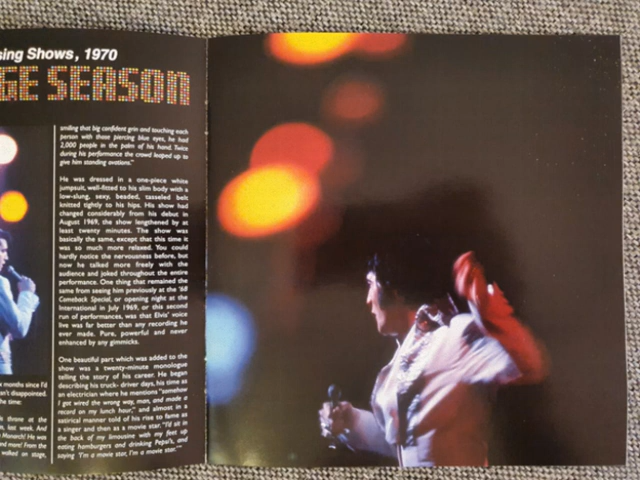 sing Shows, 1970
GE SEASON
smiling that big confident grin and touching each
person with those piercing blue eyes, he had
2,000 people in the palm of his hand. Twice
during his performance the crowd leaped up to
give him standing ovations."
He was dressed in a one-piece white
jumpsuit, well-fitted to his slim body with a
low-slung, sexy, beaded, tasseled belt
knitted tightly to his hips. His show had
changed considerably from his debut in
August 1969, the show lengthened by at
least twenty minutes. The show was
basically the same, except that this time it
was so much more relaxed. You could
hardly notice the nervousness before, but
now he talked more freely with the
audience and joked throughout the entire
performance. One thing that remained the
same from seeing him previously at the '68
Comeback Special, or opening night at the
International in July 1969, or this second
run of performances, was that Elvis' voice
live was far better than any recording he
ever made. Pure, powerful and never
enhanced by any gimmicks.
One beautiful part which was added to the
show was a twenty-minute monologue
telling the story of his career. He began
describing his truck- driver days, his time as
an electrician where he mentions "somehow
I got wired the wrong way, man, and made a
record on my lunch hour," and almost in a
satirical manner told of his rise to fame as
a singer and then as a movie star. "I'd sit in
the back of my limousine with my feet up
eating hamburgers and drinking Pepsi's, and
saying 'I'm a movie star, I'm a movie star.'"
x months since I'd
an't disappointed.
he time:
is throne at the
, last week. And
Monarch! He was
nd more! From the
walked on stage,